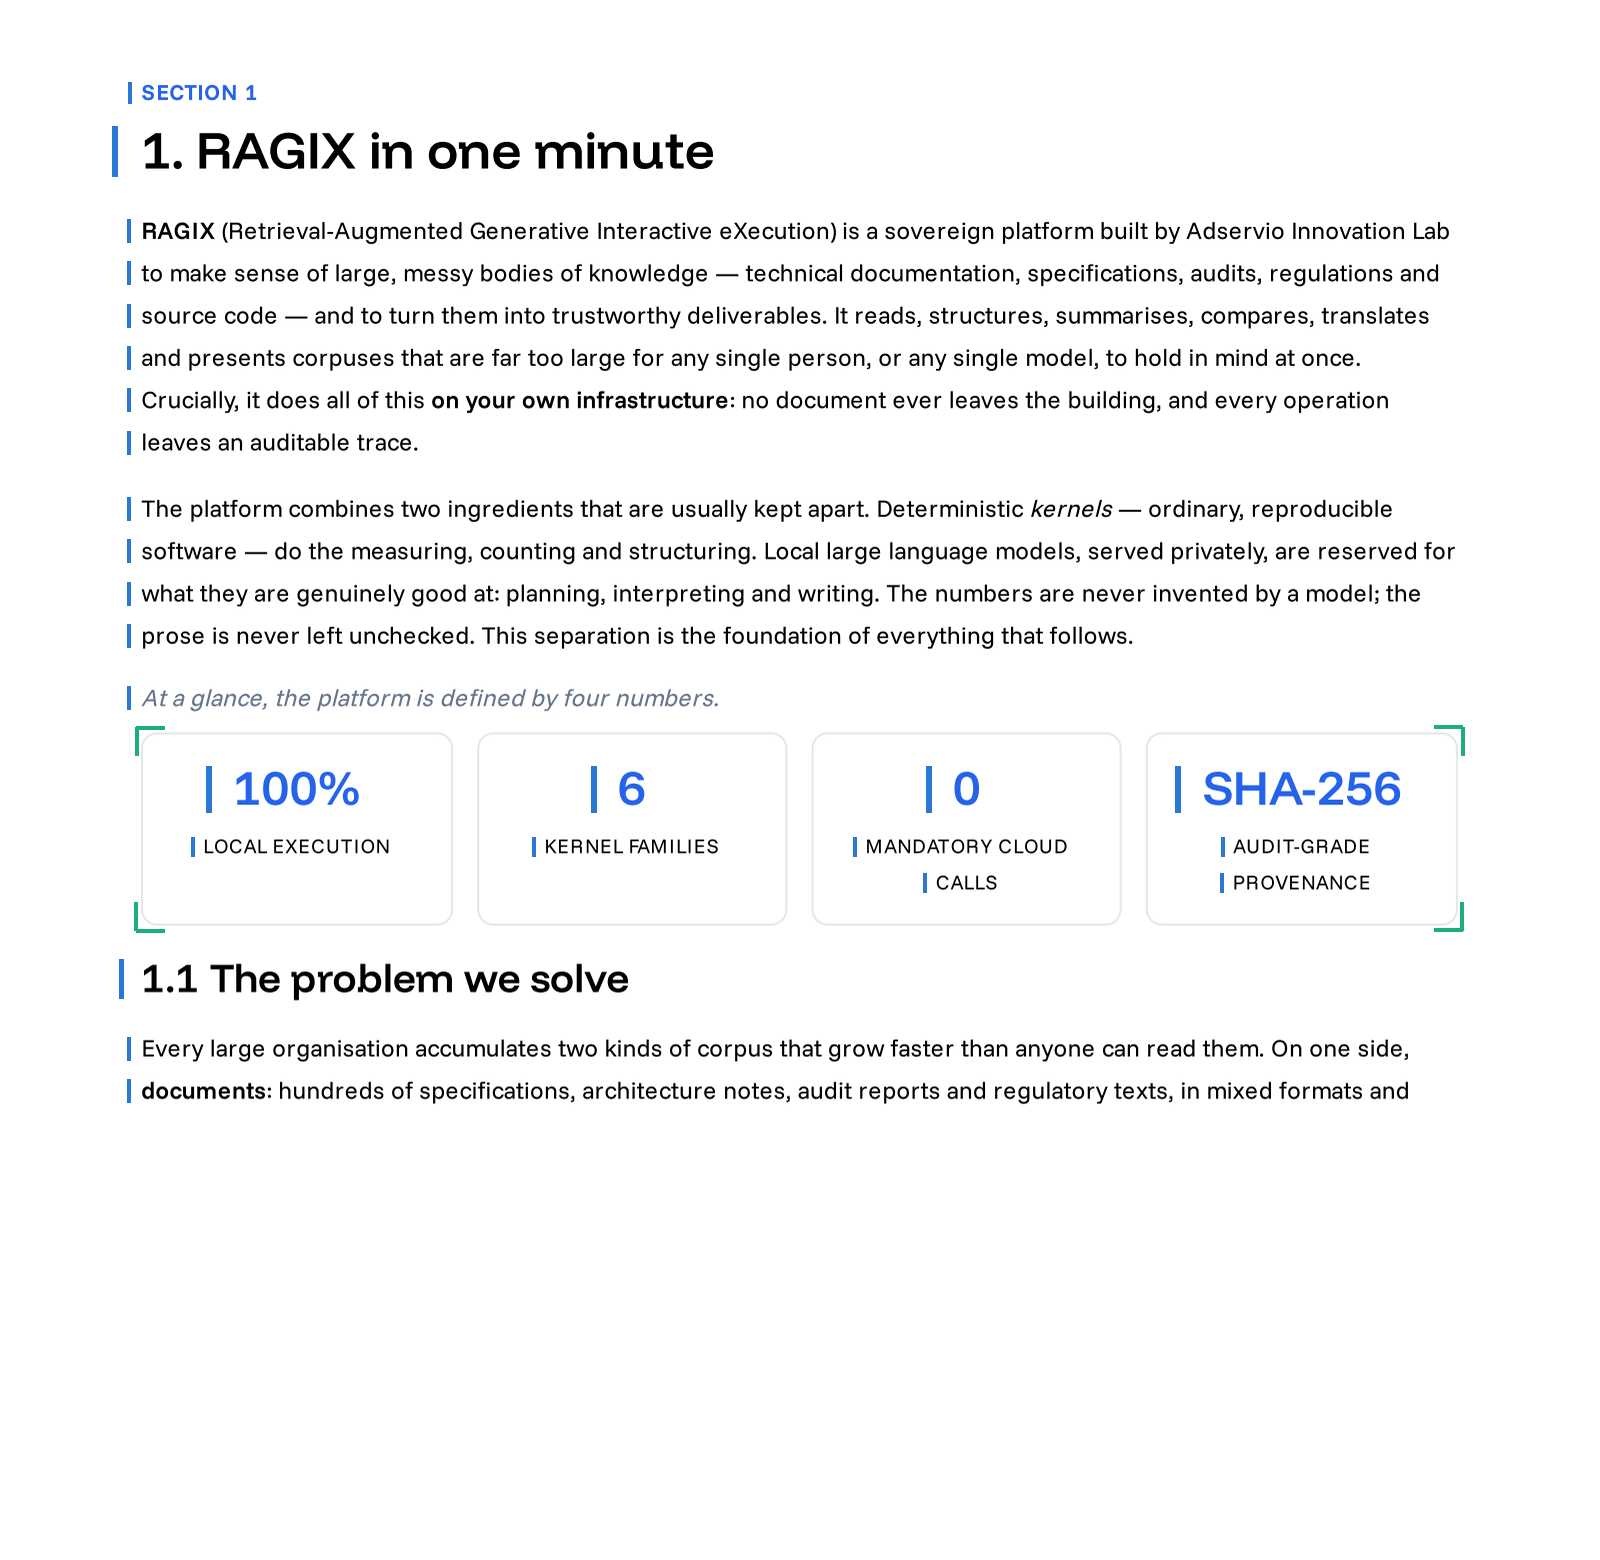 SECTION 1
1. RAGIX in one minute
RAGIX (Retrieval-Augmented Generative Interactive eXecution) is a sovereign platform built by Adservio Innovation Lab
to make sense of large, messy bodies of knowledge — technical documentation, specifications, audits, regulations and
source code — and to turn them into trustworthy deliverables. It reads, structures, summarises, compares, translates
and presents corpuses that are far too large for any single person, or any single model, to hold in mind at once.
Crucially, it does all of this on your own infrastructure: no document ever leaves the building, and every operation
leaves an auditable trace.
The platform combines two ingredients that are usually kept apart. Deterministic kernels — ordinary, reproducible
software — do the measuring, counting and structuring. Local large language models, served privately, are reserved for
what they are genuinely good at: planning, interpreting and writing. The numbers are never invented by a model; the
prose is never left unchecked. This separation is the foundation of everything that follows.
At a glance, the platform is defined by four numbers.
100%
LOCAL EXECUTION
6
KERNEL FAMILIES
0
MANDATORY CLOUD
CALLS
SHA-256
AUDIT-GRADE
PROVENANCE
1.1 The problem we solve
Every large organisation accumulates two kinds of corpus that grow faster than anyone can read them. On one side,
documents: hundreds of specifications, architecture notes, audit reports and regulatory texts, in mixed formats and